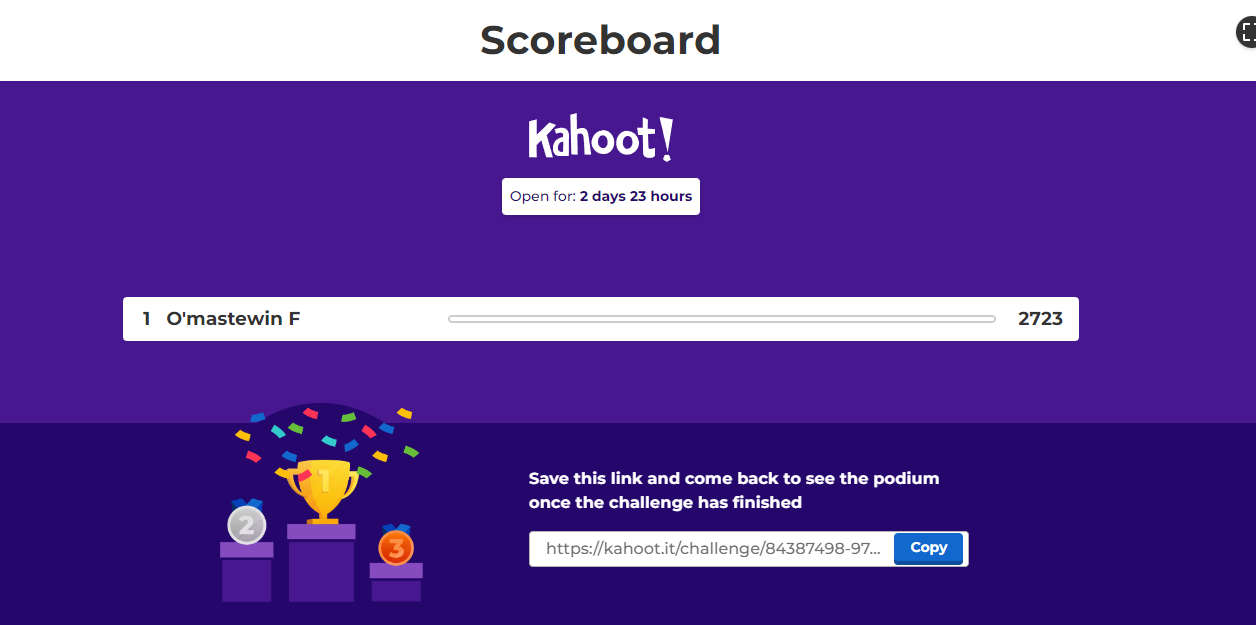 Scoreboard
Kahoot!
Open for: 2 days 23 hours
1 O'mastewin F 2723
1
2
3
Save this link and come back to see the podium
once the challenge has finished
https://kahoot.it/challenge/84387498-97... Copy